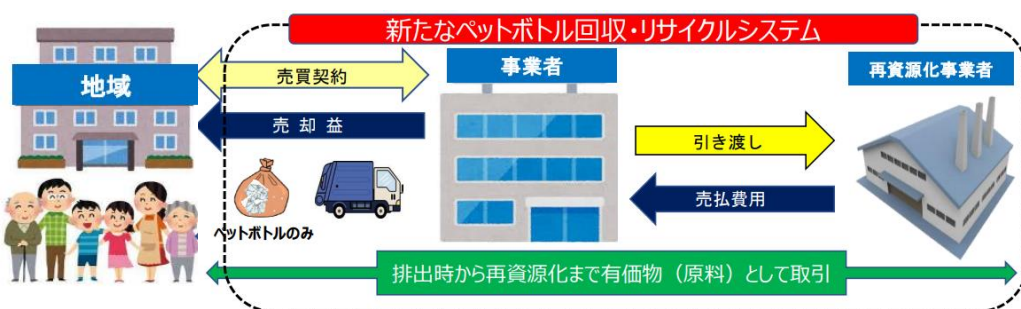 新たなペットボトル回収・リサイクルシステム
地域
売買契約
事業者
再資源化事業者
売却益
引き渡し
売払費用
ペットボトルのみ
排出時から再資源化まで有価物（原料）として取引